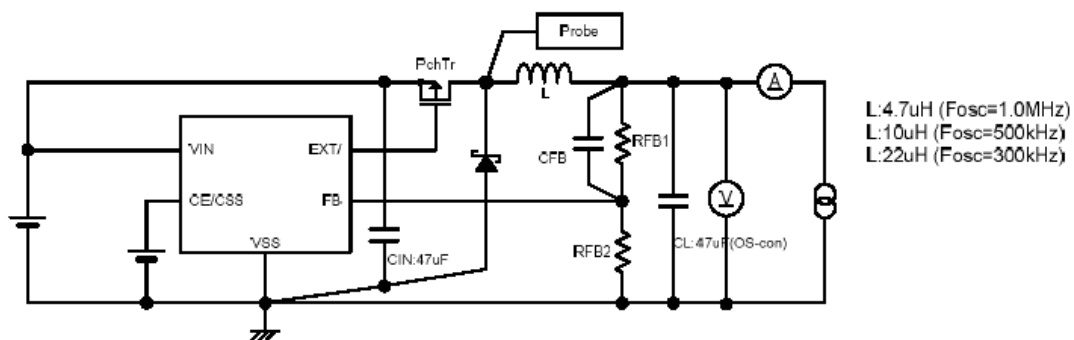 Probe
PchTr
L
A
L:4.7uH (Fosc=1.0MHz)
L:10uH (Fosc=500kHz)
L:22uH (Fosc=300kHz)
VIN
EXT/
CFB
RFB1
CE/CSS
FB
V
VSS
CIN:47uF
RFB2
CL:47uF(OS-con)